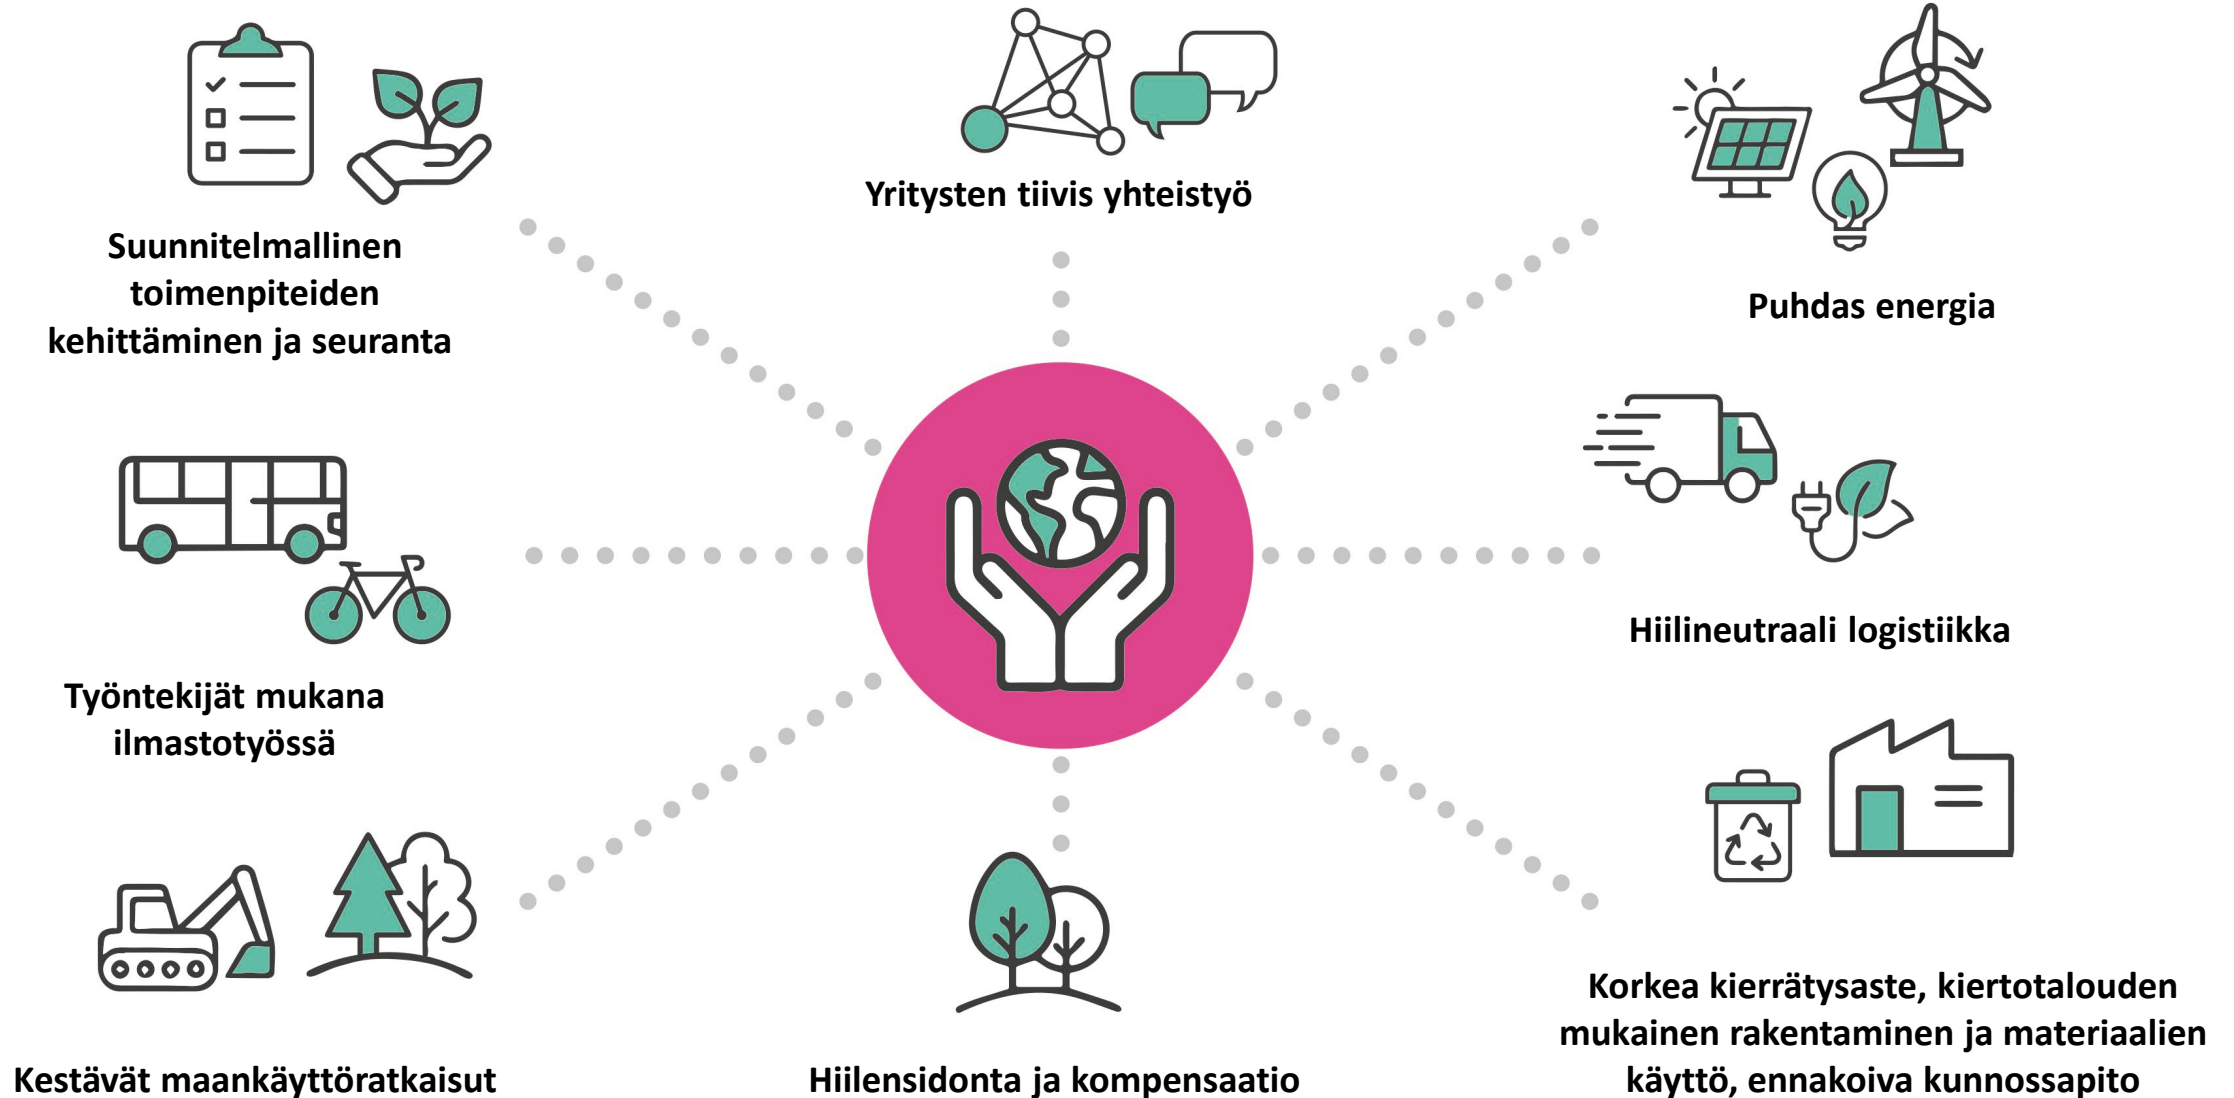 Suunnitelmallinen
toimenpiteiden
kehittäminen ja seuranta
Yritysten tiivis yhteistyö
Puhdas energia
Työntekijät mukana
ilmastotyössä
Hiilineutraali logistiikka
Kestävät maankäyttöratkaisut
Hiilensidonta ja kompensaatio
Korkea kierrätysaste, kiertotalouden
mukainen rakentaminen ja materiaalien
käyttö, ennakoiva kunnossapito